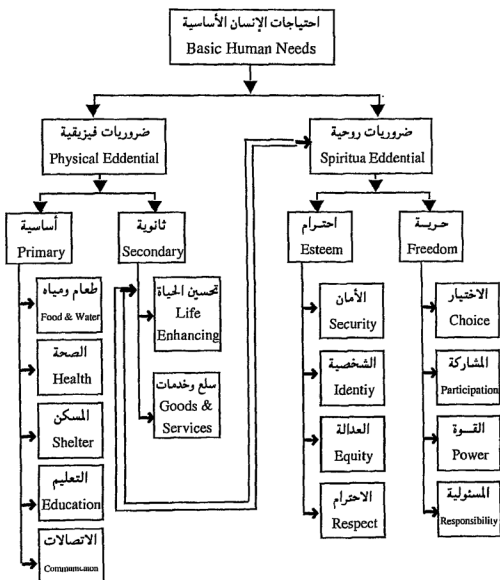 احتياجات الإنسان الأساسية
Basic Human Needs
ضروريات فيزيقية
Physical Eddential
ضروريات روحية
Spiritua Eddential
أساسية
Primary
ثانوية
Secondary
احترام
Esteem
حرية
Freedom
طعام ومياه
Food & Water
الصحة
Health
المسكن
Shelter
التعليم
Education
الاتصالات
Communication
تحسين الحياة
Life
Enhancing
سلع وخدمات
Goods &
Services
الأمان
Security
الشخصية
Identiy
العدالة
Equity
الاحترام
Respect
الاختيار
Choice
المشاركة
Participation
القوة
Power
المسئولية
Responsibility